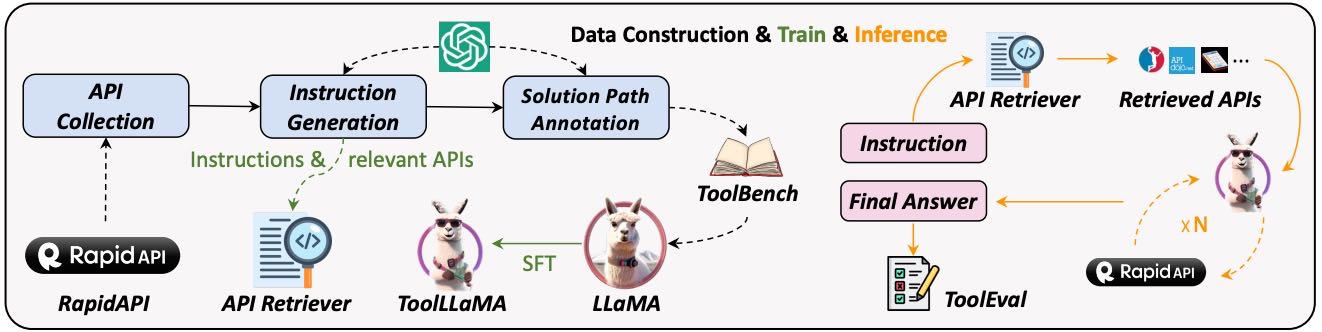 Data Construction & Train & Inference
API
Collection
Instruction
Generation
Solution Path
Annotation
Instructions & relevant APIs
ToolBench
Rapid API
RapidAPI
API Retriever
ToolLLaMA
SFT
LLaMA
API Retriever
API
dojo.net
...
Retrieved APIs
Instruction
Final Answer
x N
Rapid API
ToolEval